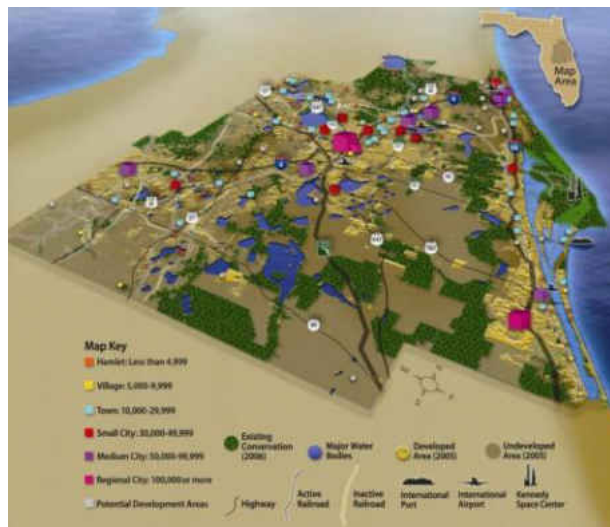 Map
Area
Map Key
Hamlet: Less than 4,999
Village: 5,000-9,999
Town: 10,000-29,999
Small City: 30,000-49,999
Medium City: 50,000-99,999
Regional City: 100,000 or more
Potential Development Areas
Existing
Conservation
(2006)
Major Water
Bodies
Developed
Area (2005)
Undeveloped
Area (2005)
Highway
Active
Railroad
Inactive
Railroad
International
Port
International
Airport
Kennedy
Space Center